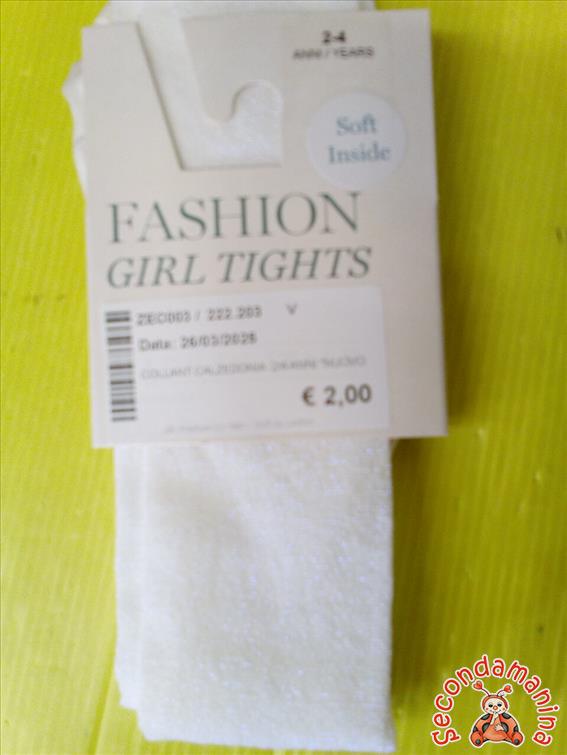 2-4
ANNI / YEARS
Soft
Inside
FASHION
GIRL TIGHTS
ZEC003 / 222.203 V
Data: 26/03/2026
COLLANT CALZEDONIA 2/4ANNI *NUOVO
€ 2,00
secondamanina